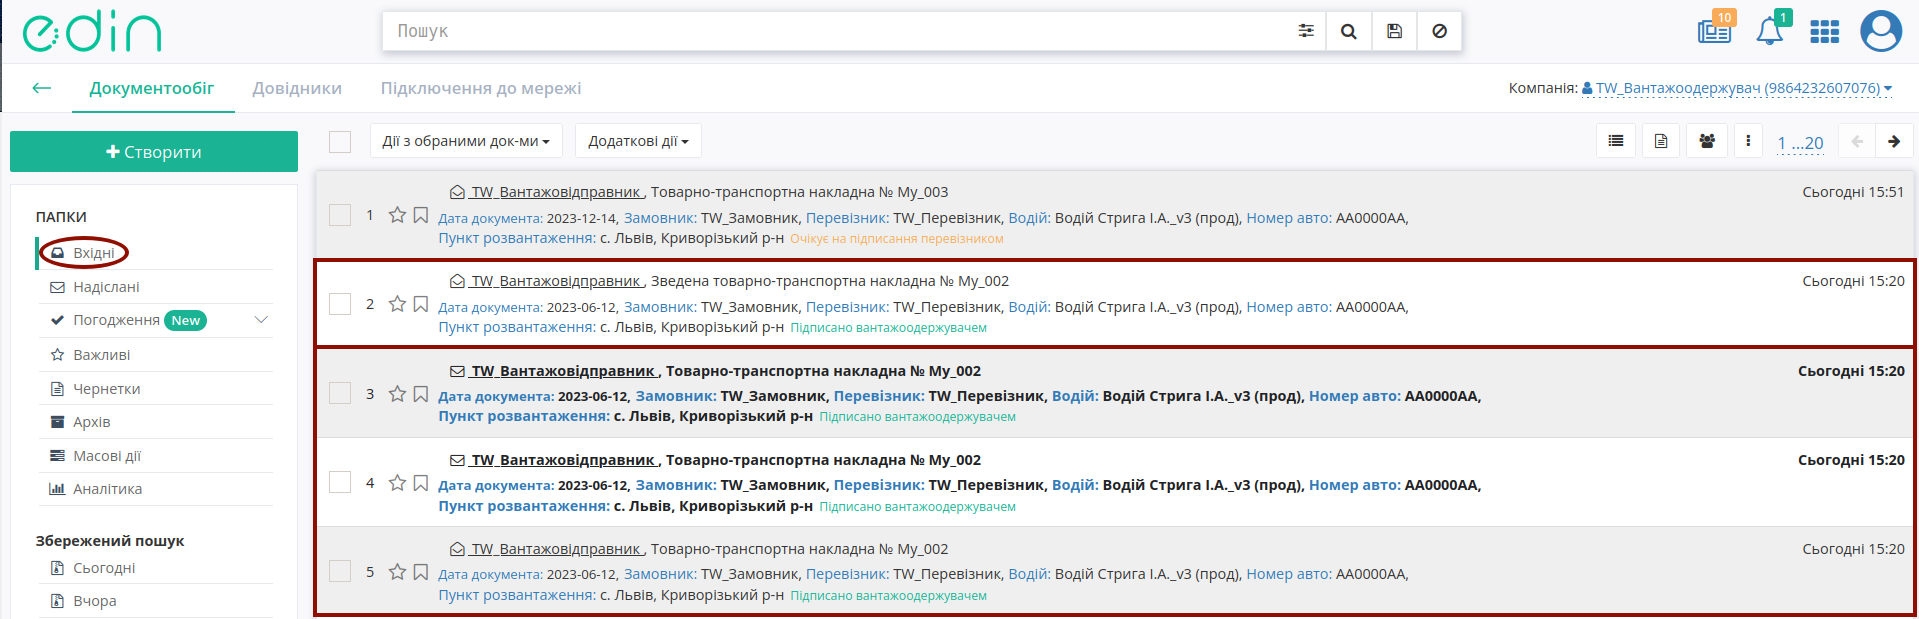 edin
Пошук
10
1
Документообіг Довідники Підключення до мережі
Компанія: TW_Вантажоодержувач (9864232607076)
Створити
Дії з обраними док-ми Додаткові дії 1 ...20
ПАПКИ
Вхідні
Надіслані
Погодження New
Важливі
Чернетки
Архів
Масові дії
Аналітика
Збережений пошук
Сьогодні
Вчора
TW_Вантажовідправник , Товарно-транспортна накладна № My_003 Сьогодні 15:51
1 Дата документа: 2023-12-14, Замовник: TW_Замовник, Перевізник: TW_Перевізник, Водій: Водій Стрига І.А._v3 (прод), Номер авто: АА0000АА,
Пункт розвантаження: с. Львів, Криворізький р-н Очікує на підписання перевізником
TW_Вантажовідправник , Зведена товарно-транспортна накладна № My_002 Сьогодні 15:20
2 Дата документа: 2023-06-12, Замовник: TW_Замовник, Перевізник: TW_Перевізник, Водій: Водій Стрига І.А._v3 (прод), Номер авто: АА0000АА,
Пункт розвантаження: с. Львів, Криворізький р-н Підписано вантажоодержувачем
TW_Вантажовідправник , Товарно-транспортна накладна № My_002 Сьогодні 15:20
3 Дата документа: 2023-06-12, Замовник: TW_Замовник, Перевізник: TW_Перевізник, Водій: Водій Стрига І.А._v3 (прод), Номер авто: АА0000АА,
Пункт розвантаження: с. Львів, Криворізький р-н Підписано вантажоодержувачем
TW_Вантажовідправник , Товарно-транспортна накладна № My_002 Сьогодні 15:20
4 Дата документа: 2023-06-12, Замовник: TW_Замовник, Перевізник: TW_Перевізник, Водій: Водій Стрига І.А._v3 (прод), Номер авто: АА0000АА,
Пункт розвантаження: с. Львів, Криворізький р-н Підписано вантажоодержувачем
TW_Вантажовідправник , Товарно-транспортна накладна № My_002 Сьогодні 15:20
5 Дата документа: 2023-06-12, Замовник: TW_Замовник, Перевізник: TW_Перевізник, Водій: Водій Стрига І.А._v3 (прод), Номер авто: АА0000АА,
Пункт розвантаження: с. Львів, Криворізький р-н Підписано вантажоодержувачем